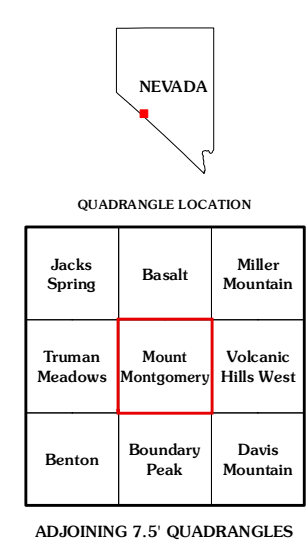 NEVADA
QUADRANGLE LOCATION
Jacks
Spring
Basalt
Miller
Mountain
Truman
Meadows
Mount
Montgomery
Volcanic
Hills West
Benton
Boundary
Peak
Davis
Mountain
ADJOINING 7.5' QUADRANGLES